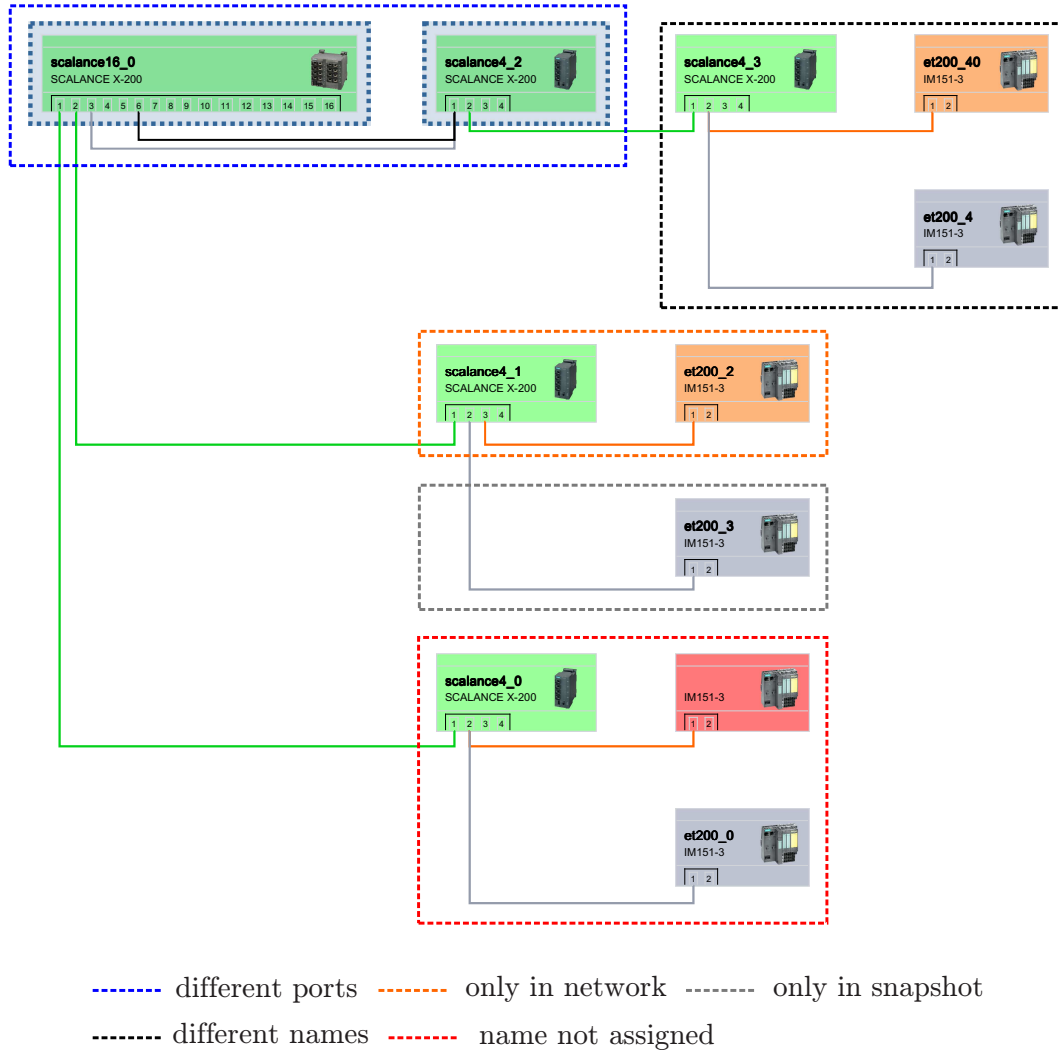 scalance16_0
SCALANCE X-200
1 2 3 4 5 6 7 8 9 10 11 12 13 14 15 16
scalance4_2
SCALANCE X-200
1 2 3 4
scalance4_3
SCALANCE X-200
1 2 3 4
et200_40
IM151-3
1 2
et200_4
IM151-3
1 2
scalance4_1
SCALANCE X-200
1 2 3 4
et200_2
IM151-3
1 2
et200_3
IM151-3
1 2
scalance4_0
SCALANCE X-200
1 2 3 4
IM151-3
1 2
et200_0
IM151-3
1 2
different ports only in network only in snapshot
different names name not assigned